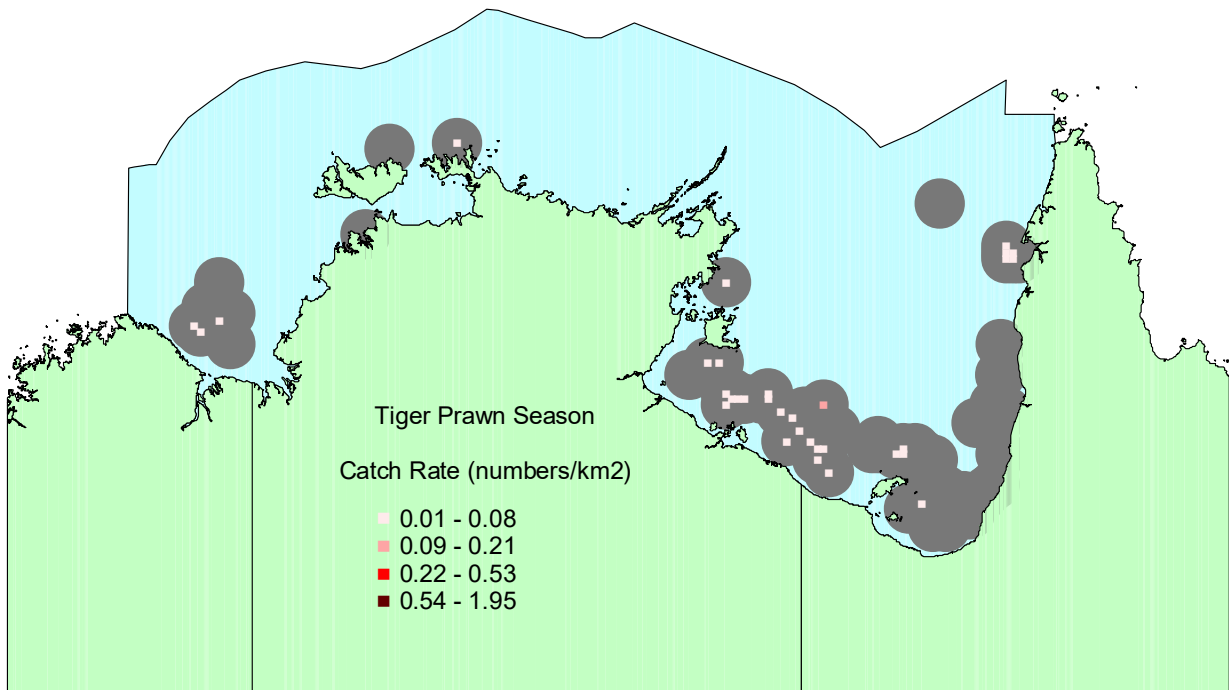 Tiger Prawn Season
Catch Rate (numbers/km2)
0.01 - 0.08
0.09 - 0.21
0.22 - 0.53
0.54 - 1.95